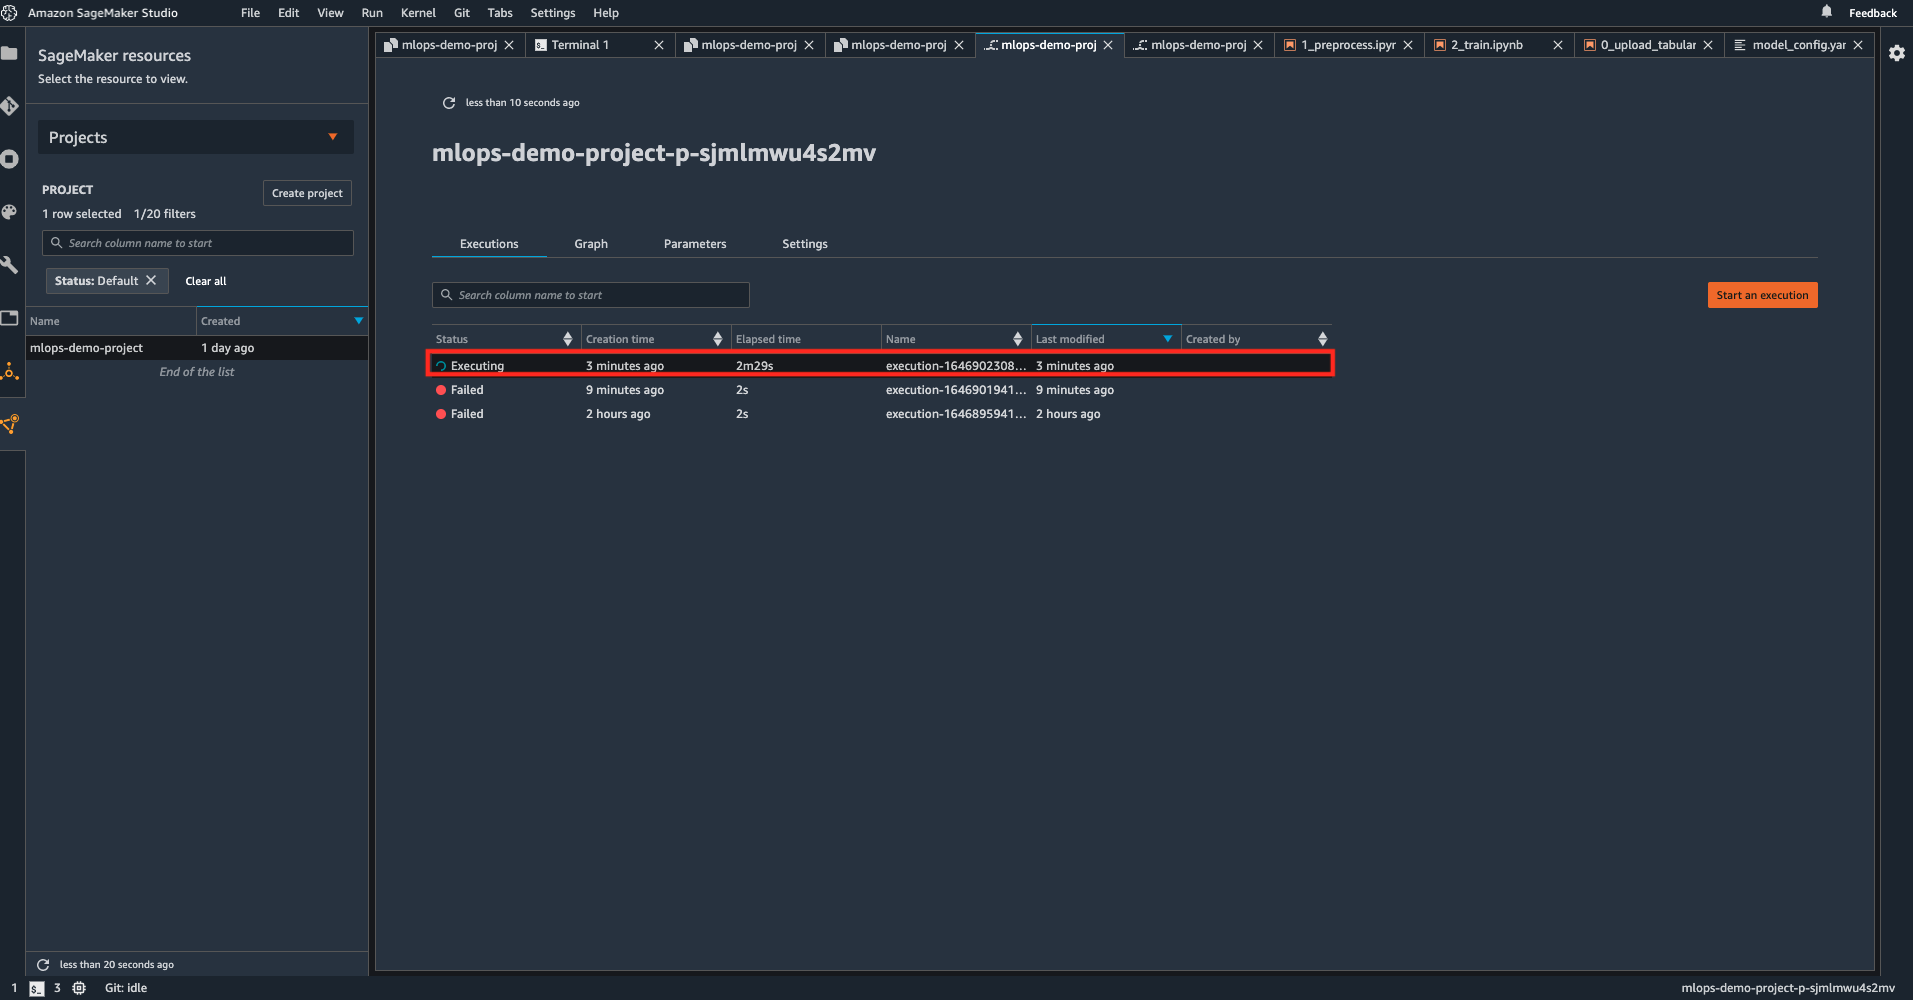 Amazon SageMaker Studio File Edit View Run Kernel Git Tabs Settings Help Feedback
mlops-demo-proj Terminal 1 mlops-demo-proj mlops-demo-proj mlops-demo-proj mlops-demo-proj 1_preprocess.ipyr 2_train.ipynb 0_upload_tabular model_config.yar
SageMaker resources
Select the resource to view.
Projects
PROJECT
Create project
1 row selected 1/20 filters
Search column name to start
Status: Default Clear all
Name Created
mlops-demo-project 1 day ago
End of the list
less than 20 seconds ago
less than 10 seconds ago
mlops-demo-project-p-sjmlmwu4s2mv
Executions Graph Parameters Settings
Search column name to start
Start an execution
Status Creation time Elapsed time Name Last modified Created by
Executing 3 minutes ago 2m29s execution-1646902308... 3 minutes ago
Failed 9 minutes ago 2s execution-1646901941... 9 minutes ago
Failed 2 hours ago 2s execution-1646895941... 2 hours ago
1 $_ 3 Git: idle mlops-demo-project-p-sjmlmwu4s2mv